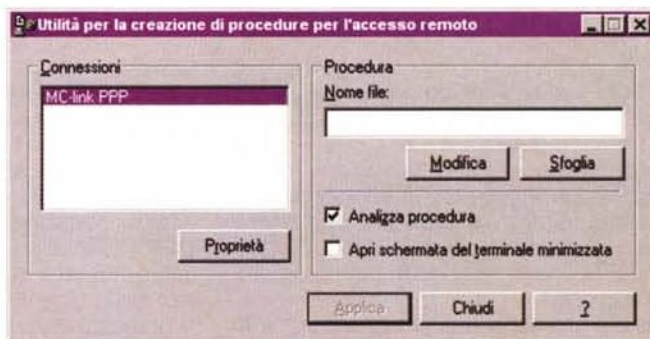 Utilità per la creazione di procedure per l'accesso remoto
Connessioni
MC-link PPP
Proprietà
Procedura
Nome file:
Modifica
Sfoglia
Analizza procedura
Apri schermata del terminale minimizzata
Applica
Chiudi
?